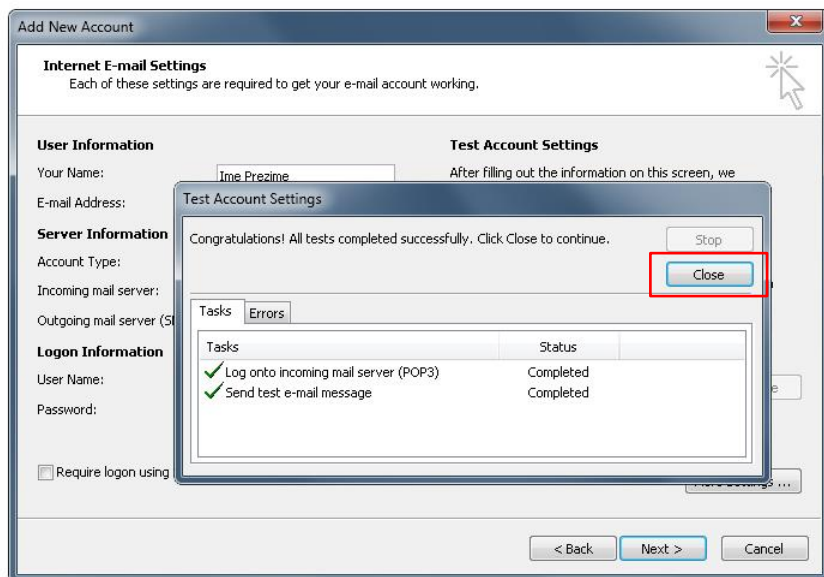 Add New Account
Internet E-mail Settings
Each of these settings are required to get your e-mail account working.
User Information
Your Name:
Ime Prezime
E-mail Address:
Server Information
Account Type:
Incoming mail server:
Outgoing mail server
Logon Information
User Name:
Password:
Require logon using
Test Account Settings
After filling out the information on this screen, we
Test Account Settings
Congratulations! All tests completed successfully. Click Close to continue.
Stop
Close
Tasks
Errors
Tasks Status
Log onto incoming mail server (POP3) Completed
Send test e-mail message Completed
< Back
Next >
Cancel